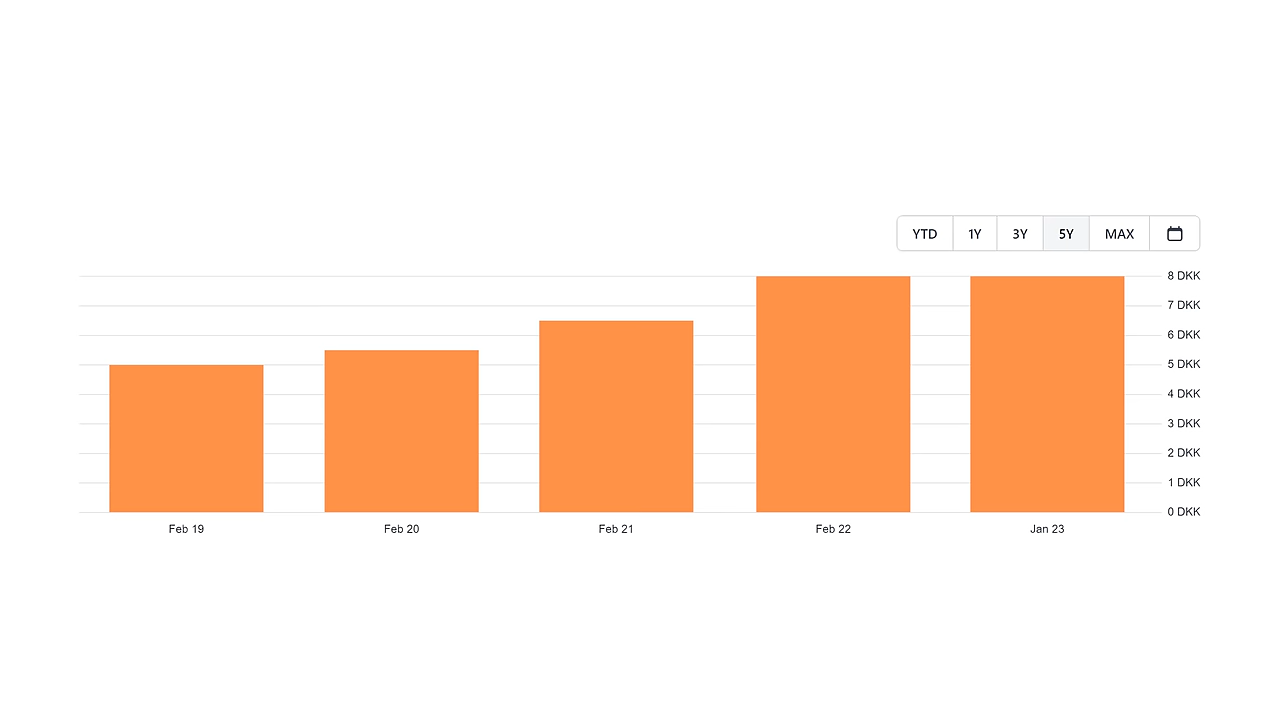 YTD 1Y 3Y 5Y MAX
8 DKK
7 DKK
6 DKK
5 DKK
4 DKK
3 DKK
2 DKK
1 DKK
0 DKK
Feb 19 Feb 20 Feb 21 Feb 22 Jan 23